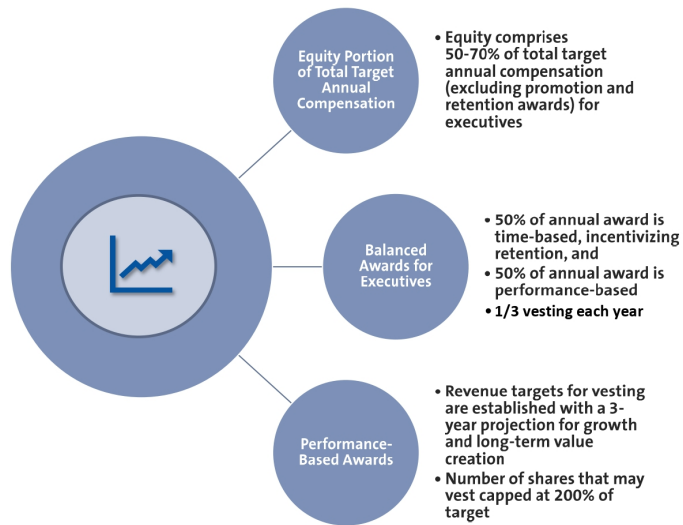 Equity Portion
of Total Target
Annual
Compensation
• Equity comprises
50-70% of total target
annual compensation
(excluding promotion and
retention awards) for
executives
Balanced
Awards for
Executives
• 50% of annual award is
time-based, incentivizing
retention, and
• 50% of annual award is
performance-based
• 1/3 vesting each year
Performance-
Based Awards
• Revenue targets for vesting
are established with a 3-
year projection for growth
and long-term value
creation
• Number of shares that may
vest capped at 200% of
target